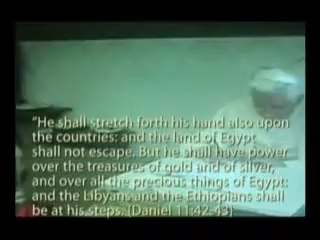 "He shall stretch forth his hand also upon
the countries: and the land of Egypt
shall not escape. But he shall have power
over the treasures of gold and of silver,
and over all the precious things of Egypt:
and the Libyans and the Ethiopians shall
be at his steps. (Daniel 11:42-43)